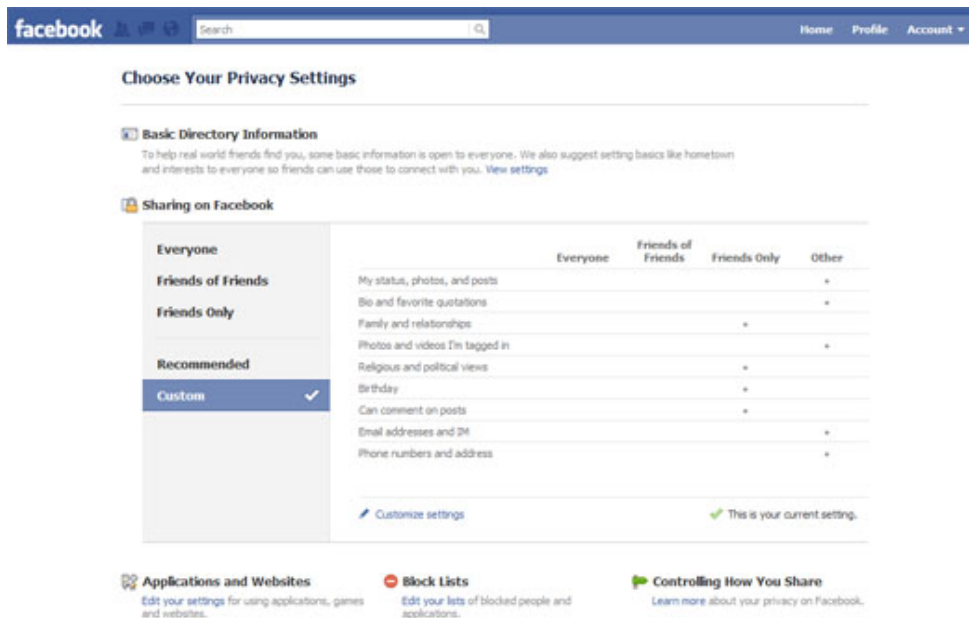 facebook Search Home Profile Account
Choose Your Privacy Settings
Basic Directory Information
To help real world friends find you, some basic information is open to everyone. We also suggest setting basics like hometown
and interests to everyone so friends can use those to connect with you. View settings
Sharing on Facebook
Everyone
Friends of Friends
Friends Only
Recommended
Custom
Everyone Friends of Friends Friends Only Other
My status, photos, and posts
Bio and favorite quotations
Family and relationships
Photos and videos I'm tagged in
Religious and political views
Birthday
Can comment on posts
Email addresses and IM
Phone numbers and address
Customize settings This is your current setting.
Applications and Websites
Edit your settings for using applications, games
and websites.
Block Lists
Edit your lists of blocked people and
applications.
Controlling How You Share
Learn more about your privacy on Facebook.